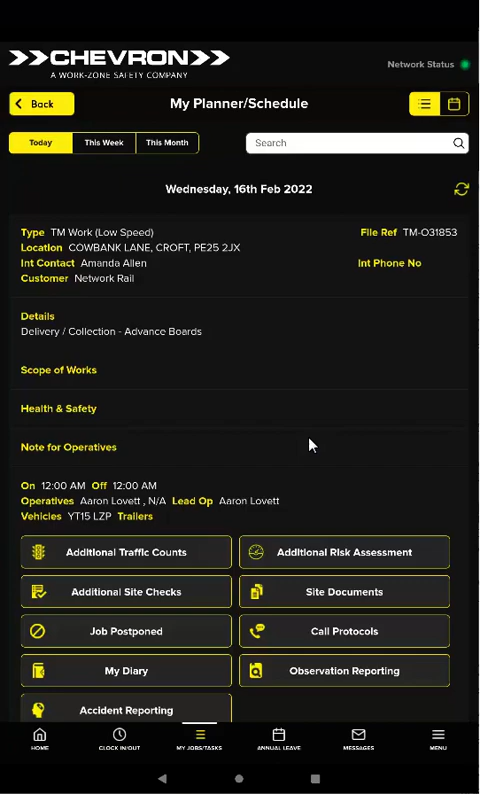 CHEVRON
A WORK-ZONE SAFETY COMPANY
Network Status
Back
My Planner/Schedule
Today This Week This Month
Search
Wednesday, 16th Feb 2022
Type TM Work (Low Speed) File Ref TM-O31853
Location COWBANK LANE, CROFT, PE25 2JX
Int Contact Amanda Allen Int Phone No
Customer Network Rail
Details
Delivery / Collection - Advance Boards
Scope of Works
Health & Safety
Note for Operatives
On 12:00 AM Off 12:00 AM
Operatives Aaron Lovett , N/A Lead Op Aaron Lovett
Vehicles YT15 LZP Trailers
Additional Traffic Counts Additional Risk Assessment
Additional Site Checks Site Documents
Job Postponed Call Protocols
My Diary Observation Reporting
Accident Reporting
HOME CLOCK IN/OUT MY JOBS/TASKS ANNUAL LEAVE MESSAGES MENU